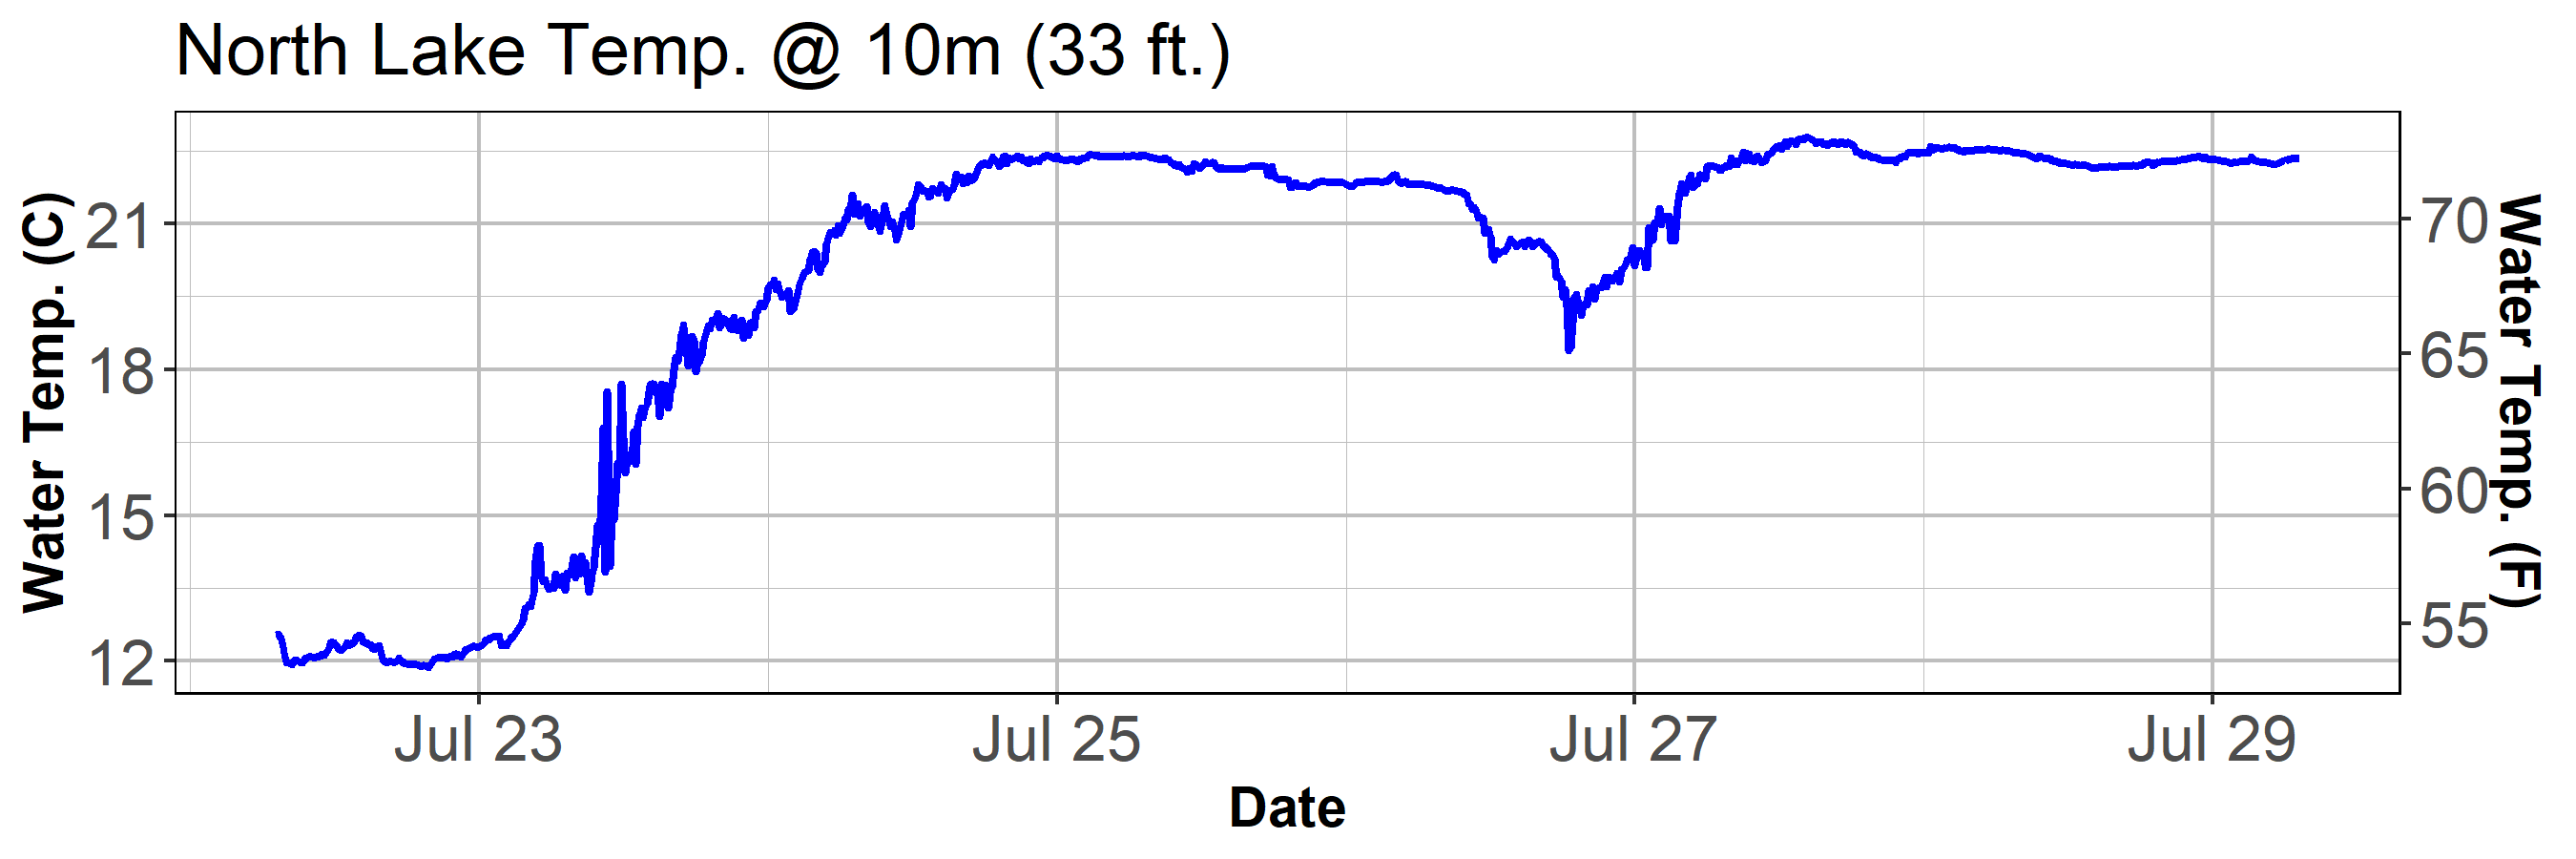 North Lake Temp. @ 10m (33 ft.)
Water Temp. (C)
21
18
15
12
70
65
60
55
Water Temp. (F)
Jul 23 Jul 25 Jul 27 Jul 29
Date